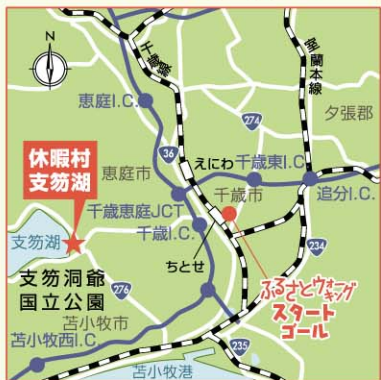 N
千歳線
室蘭本線
恵庭I.C.
274
夕張郡
36
えにわ
千歳東I.C.
休暇村
支笏湖
恵庭市
千歳市
追分I.C.
千歳恵庭JCT
支笏湖
千歳I.C.
ちとせ
234
支笏洞爺
国立公園
276
ふるさとウォーキング
スタート
ゴール
苫小牧市
苫小牧西I.C
235
苫小牧港